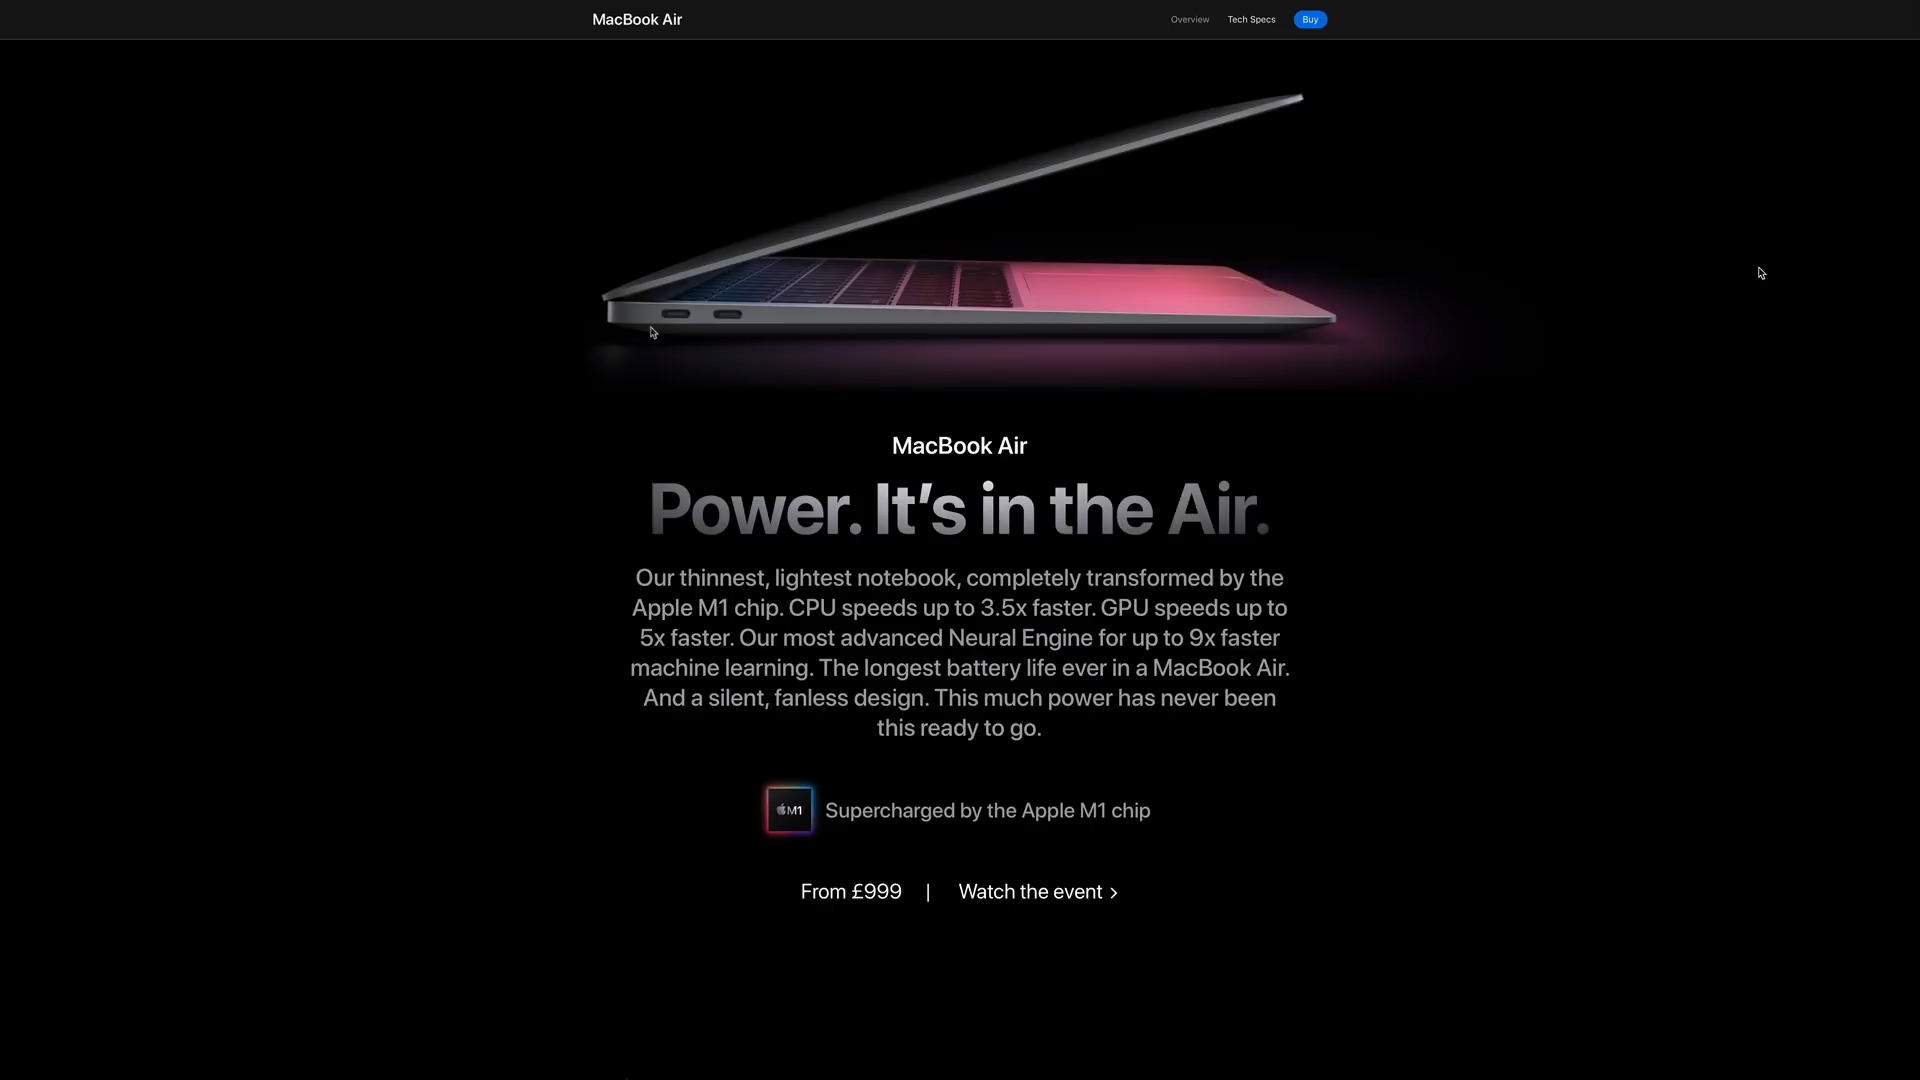 MacBook Air
Overview
Tech Specs
Buy
MacBook Air
Power. It’s in the Air.
Our thinnest, lightest notebook, completely transformed by the
Apple M1 chip. CPU speeds up to 3.5x faster. GPU speeds up to
5x faster. Our most advanced Neural Engine for up to 9x faster
machine learning. The longest battery life ever in a MacBook Air.
And a silent, fanless design. This much power has never been
this ready to go.
M1
Supercharged by the Apple M1 chip
From £999 | Watch the event >